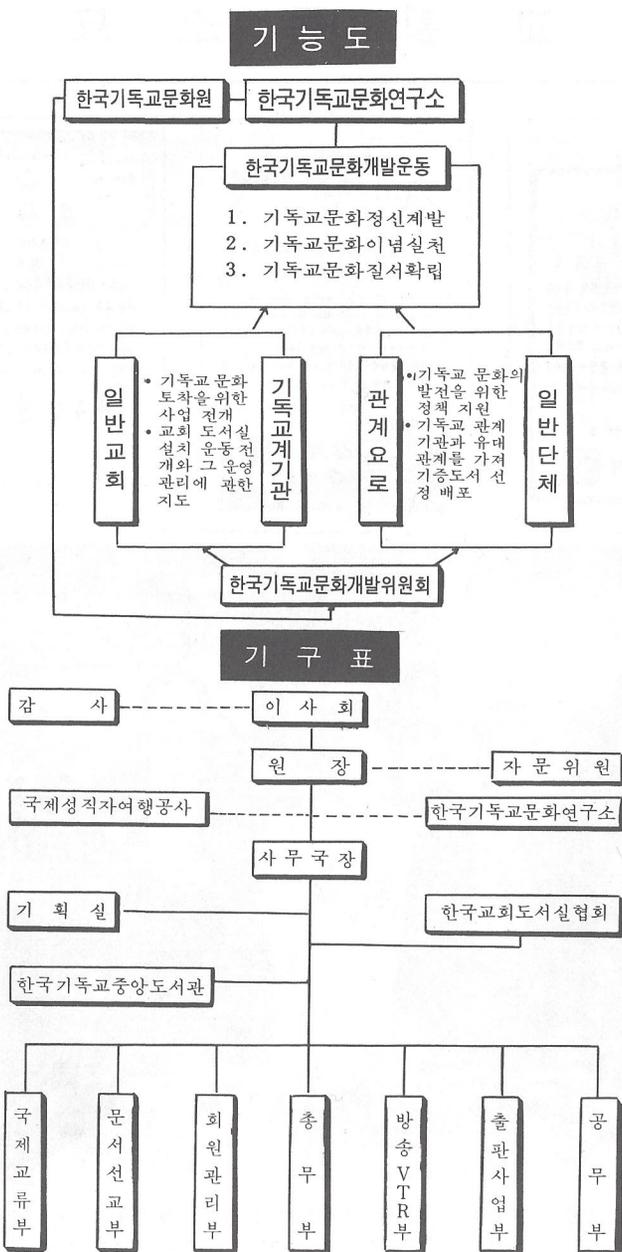 기 능 도
한국기독교문화원
한국기독교문화연구소
한국기독교문화개발운동
1. 기독교문화정신계발
2. 기독교문화이념실천
3. 기독교문화질서확립
일반교회
• 기독교 문화
토착을 위한
사업 전개
• 교회 도서실
설치 운동 전
개와 그 운영
관리에 관한
지도
기독교계기관
관계요로
• 기독교 문화의
발전을 위한
정책 지원
• 기독교 관계
기관과 유대
관계를 가져
기증도서 선
정 배포
일반단체
한국기독교문화개발위원회
기 구 표
감 사
이 사 회
원 장
자 문 위 원
국제성직자여행공사
한국기독교문화연구소
사 무 국 장
기 획 실
한국교회도서실협회
한국기독교중앙도서관
국제교류부
문서선교부
회원관리부
총무부
방송VTR부
출판사업부
공무부